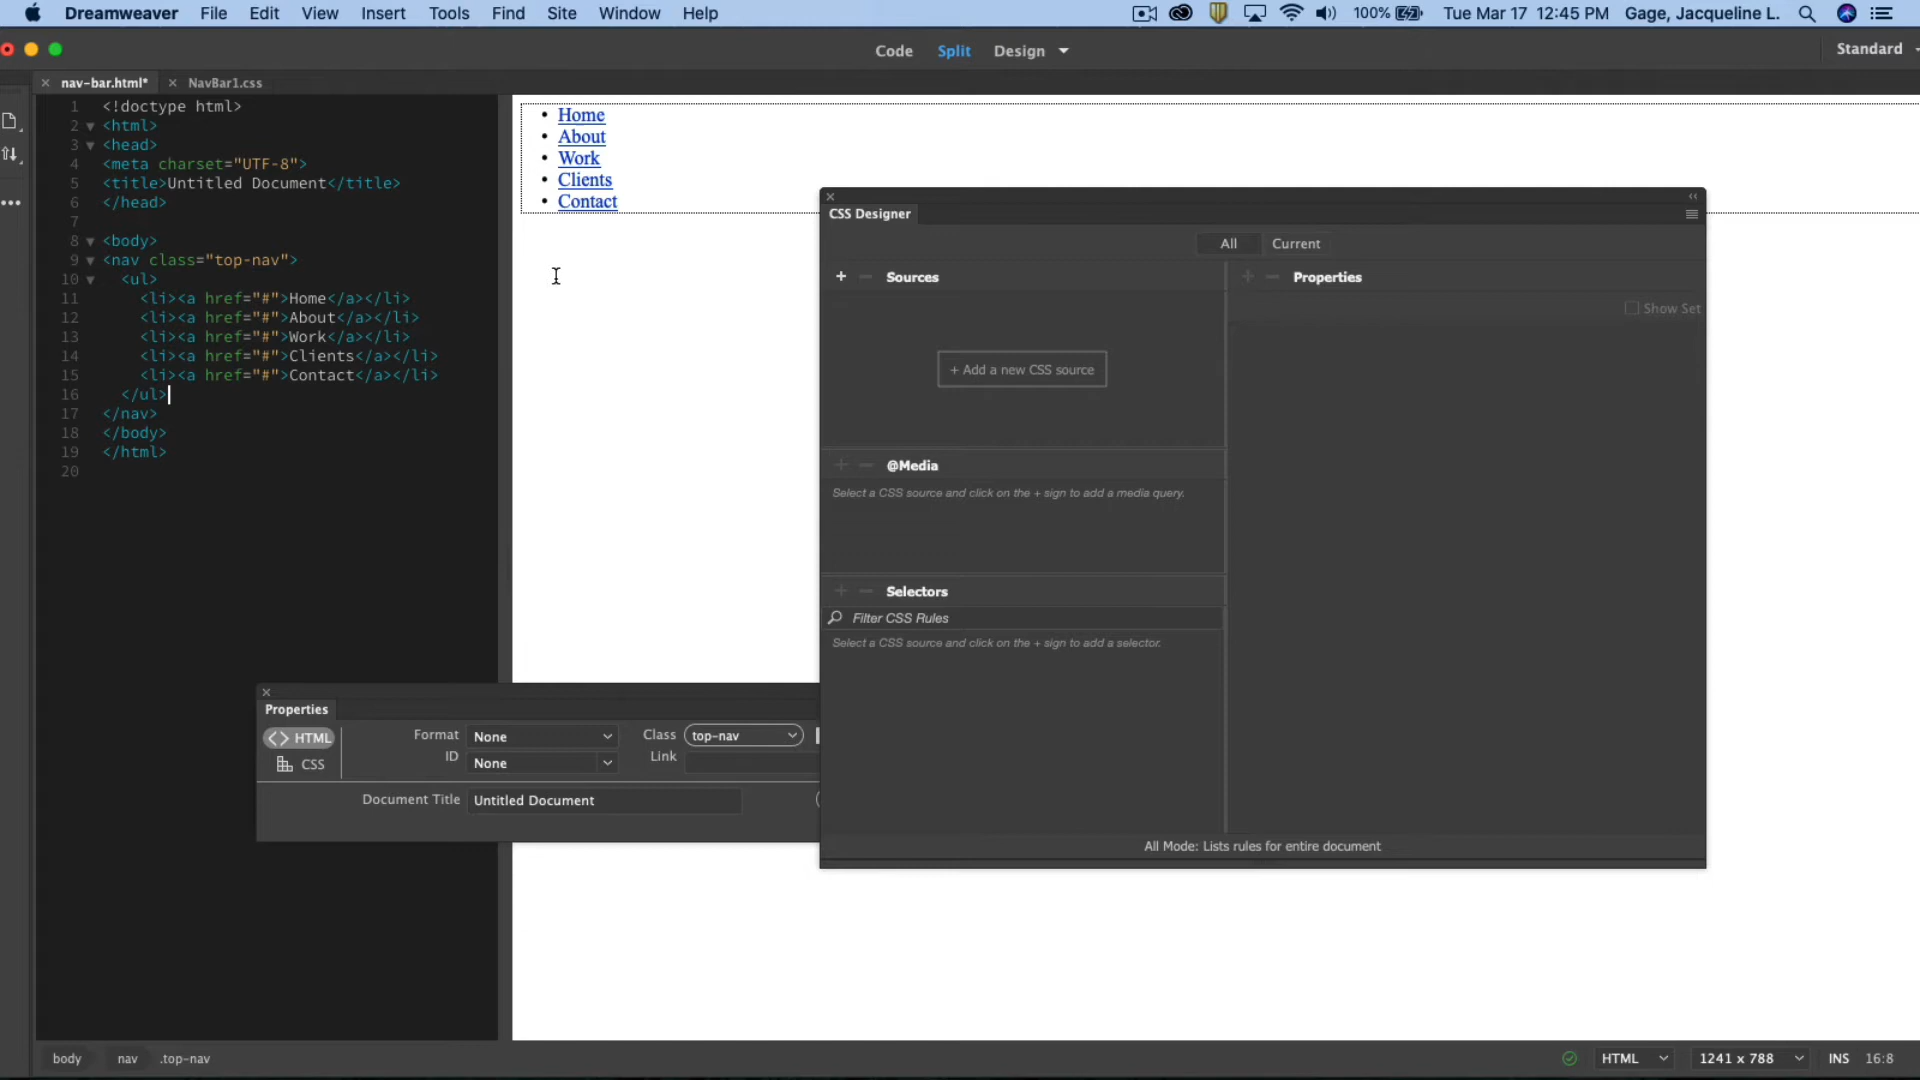 Dreamweaver File Edit View Insert Tools Find Site Window Help 100% Tue Mar 17 12:45 PM Gage, Jacqueline L.
Code Split Design Standard
nav-bar.html* NavBar1.css
1 <!doctype html>
2 <html>
3 <head>
4 <meta charset="UTF-8">
5 <title>Untitled Document</title>
6 </head>
7
8 <body>
9 <nav class="top-nav">
10 <ul>
11 <li><a href="#">Home</a></li>
12 <li><a href="#">About</a></li>
13 <li><a href="#">Work</a></li>
14 <li><a href="#">Clients</a></li>
15 <li><a href="#">Contact</a></li>
16 </ul>
17 </nav>
18 </body>
19 </html>
20
• Home
• About
• Work
• Clients
• Contact
CSS Designer
All Current
+ − Sources
+ Add a new CSS source
+ − @Media
Select a CSS source and click on the + sign to add a media query.
+ − Selectors
Filter CSS Rules
Select a CSS source and click on the + sign to add a selector.
+ − Properties
Show Set
All Mode: Lists rules for entire document
Properties
<> HTML
CSS
Format None Class top-nav
ID None Link
Document Title Untitled Document
body nav .top-nav HTML 1241 x 788 INS 16:8